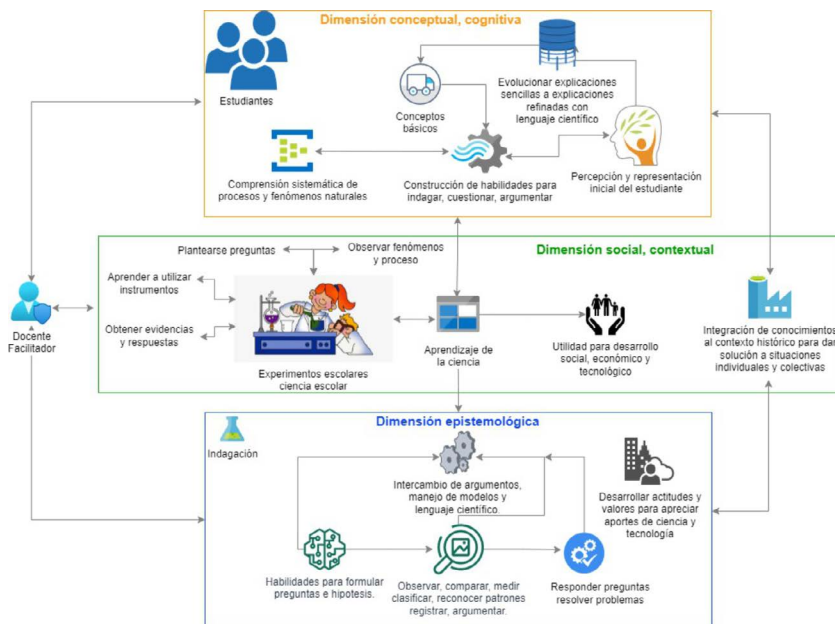 Dimensión conceptual, cognitiva
Estudiantes
Conceptos
básicos
Evolucionar explicaciones
sencillas a explicaciones
refinadas con
lenguaje científico
Comprensión sistemática de
procesos y fenómenos naturales
Construcción de habilidades para
indagar, cuestionar, argumentar
Percepción y representación
inicial del estudiante
Dimensión social, contextual
Plantearse preguntas
Observar fenómenos
y proceso
Aprender a utilizar
instrumentos
Obtener evidencias
y respuestas
Docente
Facilitador
Experimentos escolares
ciencia escolar
Aprendizaje de
la ciencia
Utilidad para desarrollo
social, económico y
tecnológico
Integración de conocimientos
al contexto histórico para dar
solución a situaciones
individuales y colectivas
Dimensión epistemológica
Indagación
Intercambio de argumentos,
manejo de modelos y
lenguaje científico.
Desarrollar actitudes y
valores para apreciar
aportes de ciencia y
tecnología
Habilidades para formular
preguntas e hipotesis.
Observar, comparar, medir
clasificar, reconocer patrones
registrar, argumentar.
Responder preguntas
resolver problemas